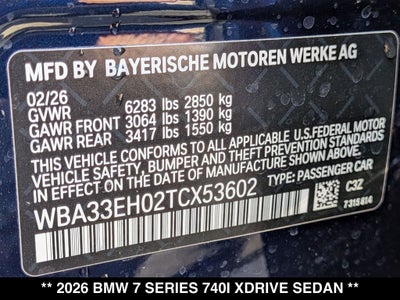 MFD BY BAYERISCHE MOTOREN WERKE AG
02/26
GVWR 6283 lbs 2850 kg
GAWR FRONT 3064 lbs 1390 kg
GAWR REAR 3417 lbs 1550 kg
THIS VEHICLE CONFORMS TO ALL APPLICABLE U.S. FEDERAL MOTOR
VEHICLE SAFETY, BUMPER AND THEFT PREVENTION STANDARDS
IN EFFECT ON THE DATE OF MANUFACTURE SHOWN ABOVE.
TYPE: PASSENGER CAR
WBA33EH02TCX53602
C3Z
7315614
** 2026 BMW 7 SERIES 740I XDRIVE SEDAN **